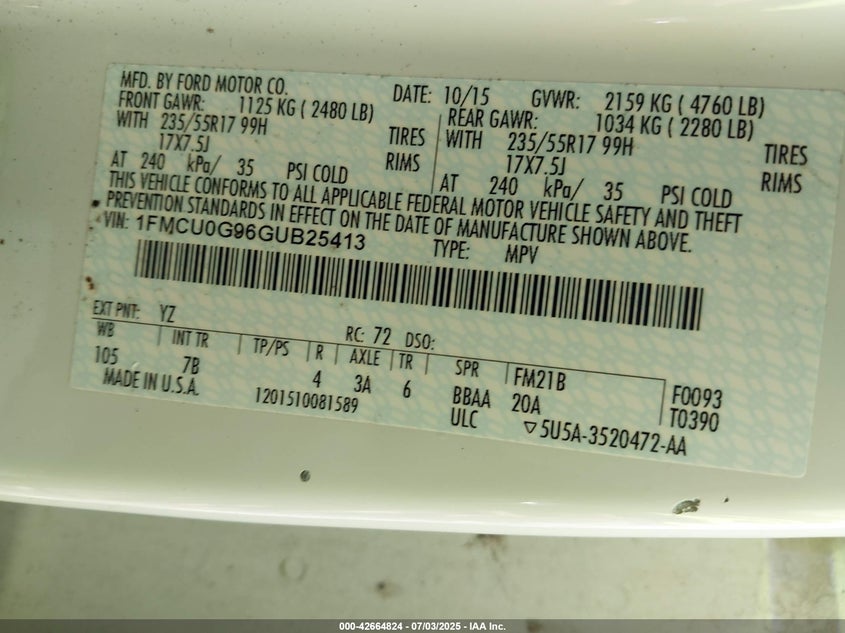 MFD. BY FORD MOTOR CO. DATE: 10/15 GVWR: 2159 KG ( 4760 LB)
FRONT GAWR: 1125 KG ( 2480 LB) REAR GAWR: 1034 KG ( 2280 LB)
WITH 235/55R17 99H TIRES WITH 235/55R17 99H TIRES
17X7.5J RIMS 17X7.5J RIMS
AT 240 kPa/ 35 PSI COLD AT 240 kPa/ 35 PSI COLD
THIS VEHICLE CONFORMS TO ALL APPLICABLE FEDERAL MOTOR VEHICLE SAFETY AND THEFT
PREVENTION STANDARDS IN EFFECT ON THE DATE OF MANUFACTURE SHOWN ABOVE.
VIN: 1FMCU0G96GUB25413 TYPE: MPV
EXT PNT: YZ RC: 72 DSO:
WB INT TR TP/PS R AXLE TR SPR FM21B F0093
105 7B 4 3A 6 BBAA 20A T0390
MADE IN U.S.A. 1201510081589 ULC ▽5U5A-3520472-AA
000-42664824 | 07/03/2025 - IAA Inc.